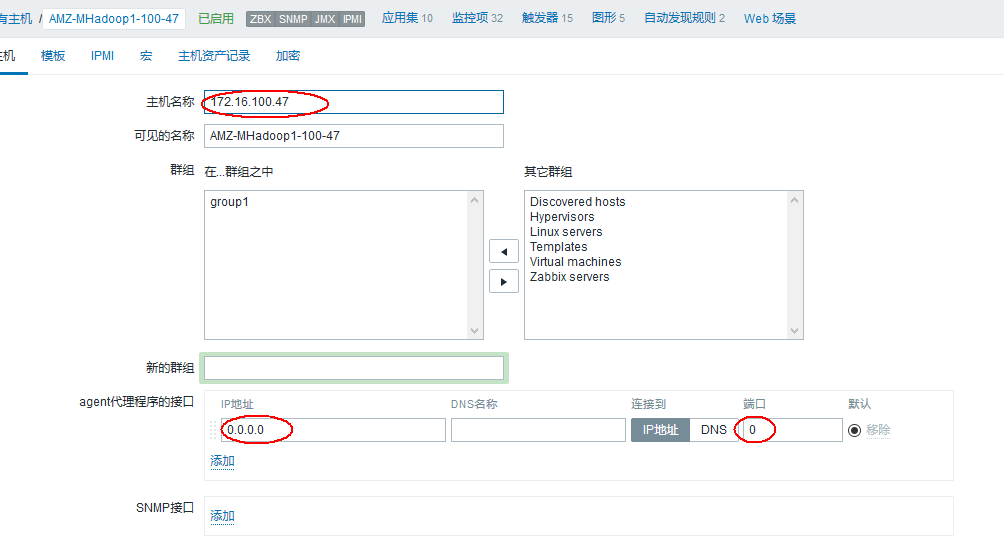 有主机 / AMZ-MHadoop1-100-47 已启用 ZBX SNMP JMX IPMI 应用集 10 监控项 32 触发器 15 图形 5 自动发现规则 2 Web 场景
主机 模板 IPMI 宏 主机资产记录 加密
主机名称 172.16.100.47
可见的名称 AMZ-MHadoop1-100-47
群组 在...群组之中 其它群组
group1 Discovered hosts
Hypervisors
Linux servers
Templates
Virtual machines
Zabbix servers
新的群组
agent代理程序的接口 IP地址 DNS名称 连接到 端口 默认
0.0.0.0 IP地址 DNS 0 移除
添加
SNMP接口 添加